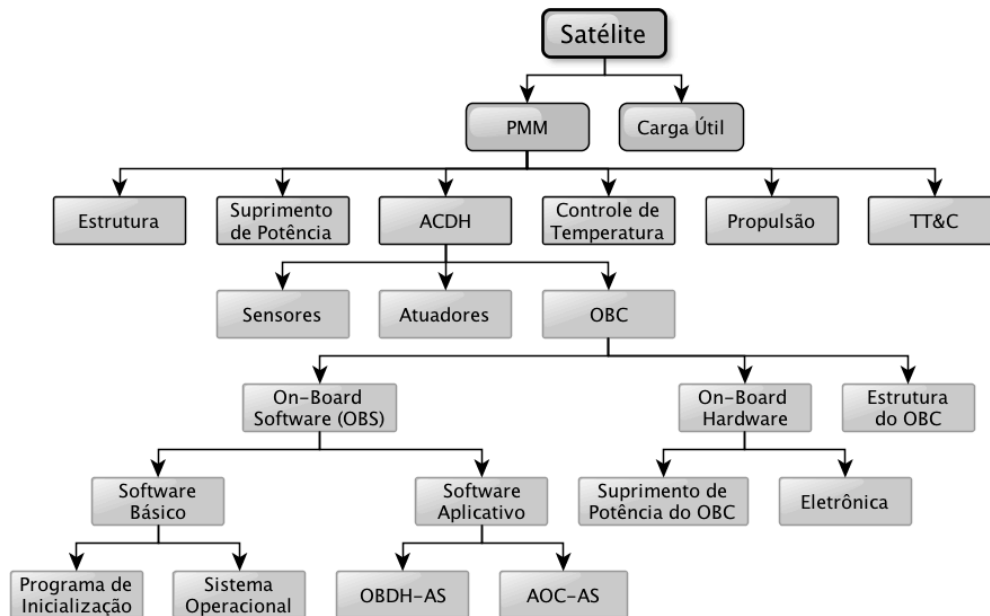 Satélite
PMM
Carga Útil
Estrutura
Suprimento
de Potência
ACDH
Controle de
Temperatura
Propulsão
TT&C
Sensores
Atuadores
OBC
On-Board
Software (OBS)
On-Board
Hardware
Estrutura
do OBC
Software
Básico
Software
Aplicativo
Suprimento de
Potência do OBC
Eletrônica
Programa de
Inicialização
Sistema
Operacional
OBDH-AS
AOC-AS